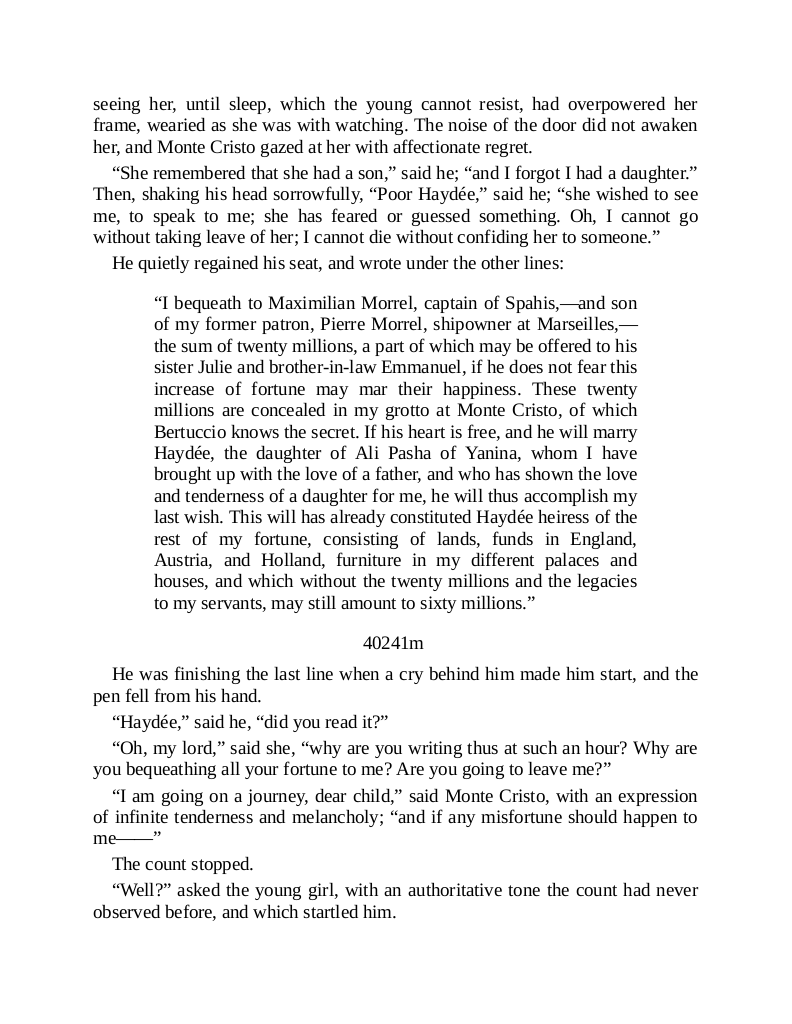 seeing her, until sleep, which the young cannot resist, had overpowered her
frame, wearied as she was with watching. The noise of the door did not awaken
her, and Monte Cristo gazed at her with affectionate regret.
“She remembered that she had a son,” said he; “and I forgot I had a daughter.”
Then, shaking his head sorrowfully, “Poor Haydée,” said he; “she wished to see
me, to speak to me; she has feared or guessed something. Oh, I cannot go
without taking leave of her; I cannot die without confiding her to someone.”
He quietly regained his seat, and wrote under the other lines:
“I bequeath to Maximilian Morrel, captain of Spahis,—and son
of my former patron, Pierre Morrel, shipowner at Marseilles,—
the sum of twenty millions, a part of which may be offered to his
sister Julie and brother-in-law Emmanuel, if he does not fear this
increase of fortune may mar their happiness. These twenty
millions are concealed in my grotto at Monte Cristo, of which
Bertuccio knows the secret. If his heart is free, and he will marry
Haydée, the daughter of Ali Pasha of Yanina, whom I have
brought up with the love of a father, and who has shown the love
and tenderness of a daughter for me, he will thus accomplish my
last wish. This will has already constituted Haydée heiress of the
rest of my fortune, consisting of lands, funds in England,
Austria, and Holland, furniture in my different palaces and
houses, and which without the twenty millions and the legacies
to my servants, may still amount to sixty millions.”
40241m
He was finishing the last line when a cry behind him made him start, and the
pen fell from his hand.
“Haydée,” said he, “did you read it?”
“Oh, my lord,” said she, “why are you writing thus at such an hour? Why are
you bequeathing all your fortune to me? Are you going to leave me?”
“I am going on a journey, dear child,” said Monte Cristo, with an expression
of infinite tenderness and melancholy; “and if any misfortune should happen to
me——”
The count stopped.
“Well?” asked the young girl, with an authoritative tone the count had never
observed before, and which startled him.